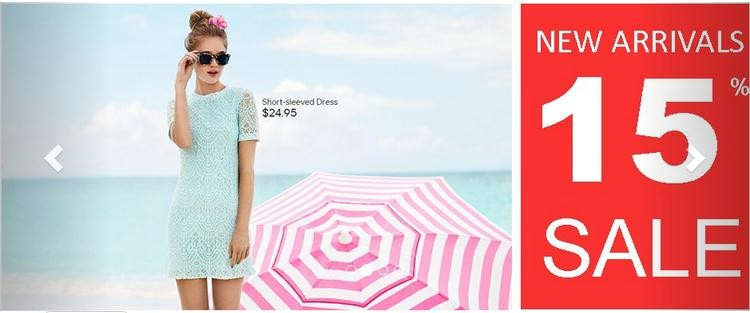 Short-sleeved Dress
$24.95
NEW ARRIVALS
15%
SALE